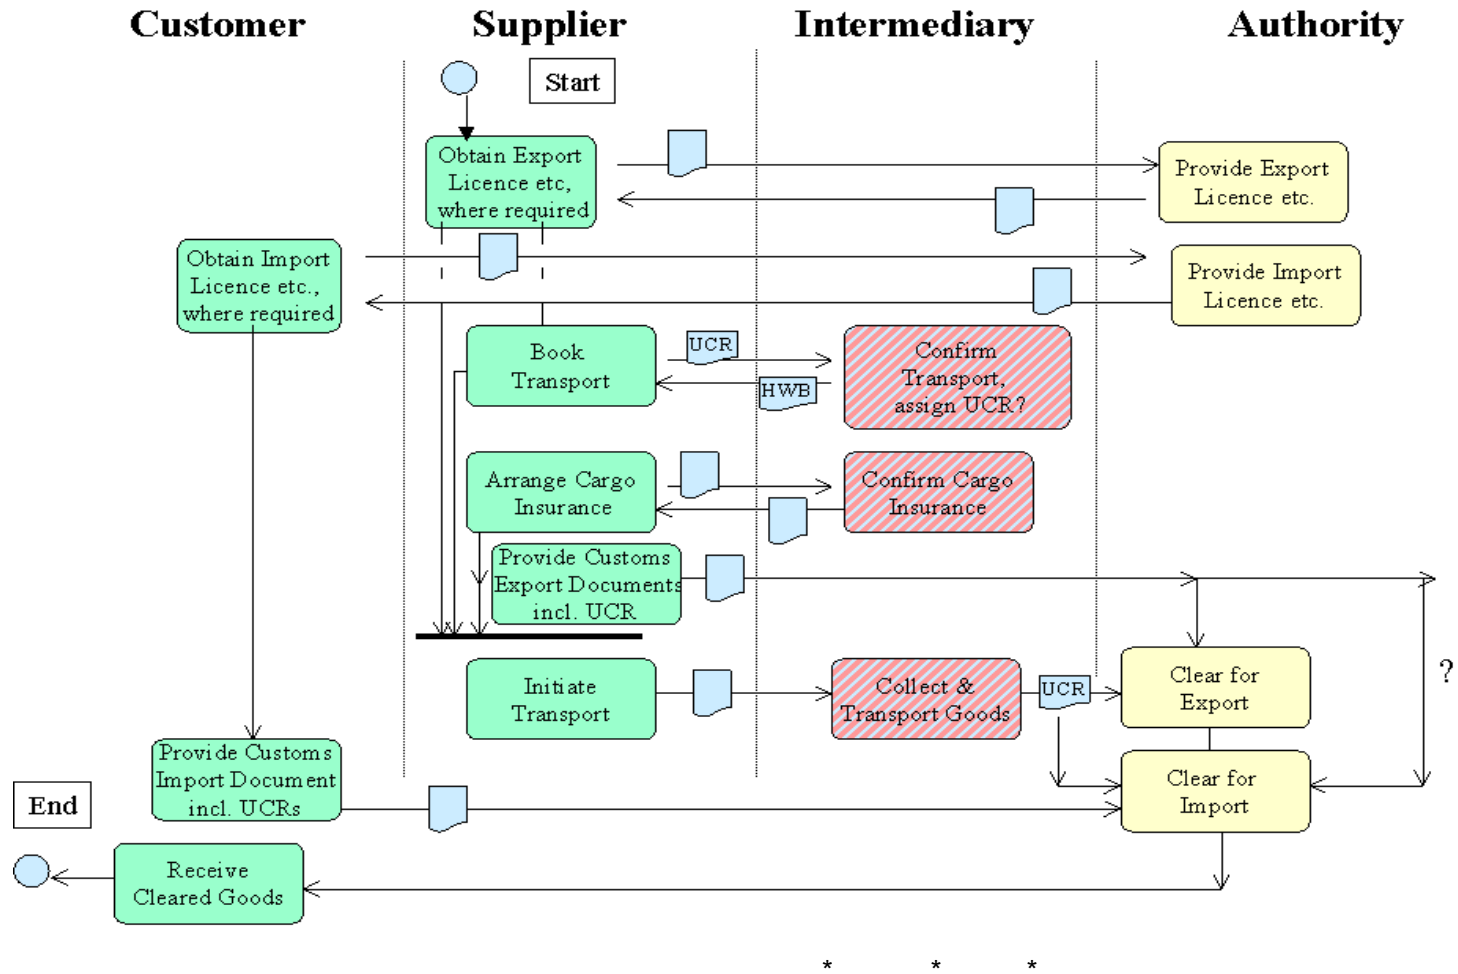 Customer
Supplier
Intermediary
Authority
Start
Obtain Export
Licence etc,
where required
Provide Export
Licence etc.
Obtain Import
Licence etc.,
where required
Provide Import
Licence etc.
Book
Transport
UCR
HWB
Confirm
Transport,
assign UCR?
Arrange Cargo
Insurance
Confirm Cargo
Insurance
Provide Customs
Export Documents
incl. UCR
Initiate
Transport
Collect &
Transport Goods
UCR
Clear for
Export
?
Provide Customs
Import Document
incl. UCRs
Clear for
Import
End
Receive
Cleared Goods
* * *